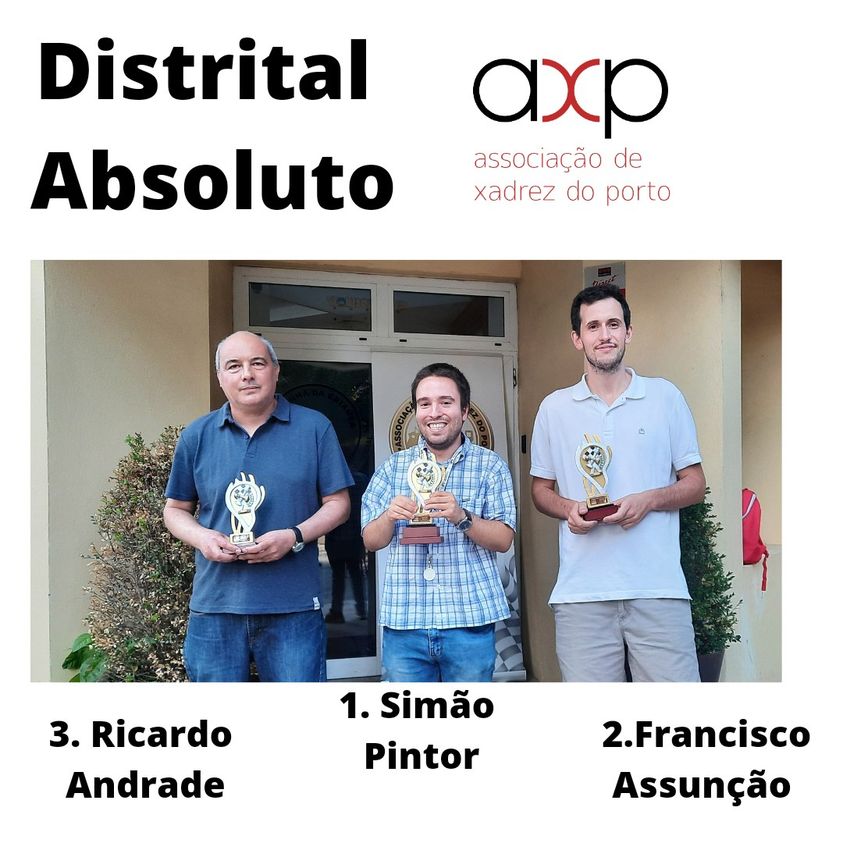 Distrital
Absoluto
axp
associação de
xadrez do porto
3. Ricardo
Andrade
1. Simão
Pintor
2.Francisco
Assunção